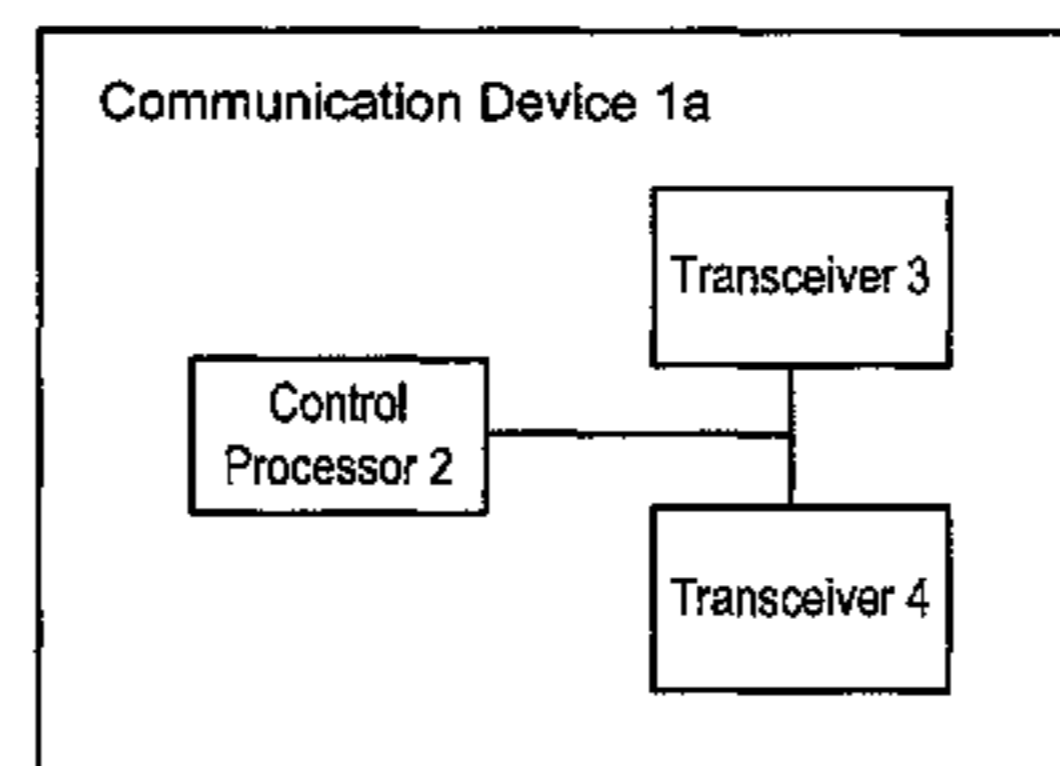 Communication Device 1a
Transceiver 3
Control
Processor 2
Transceiver 4